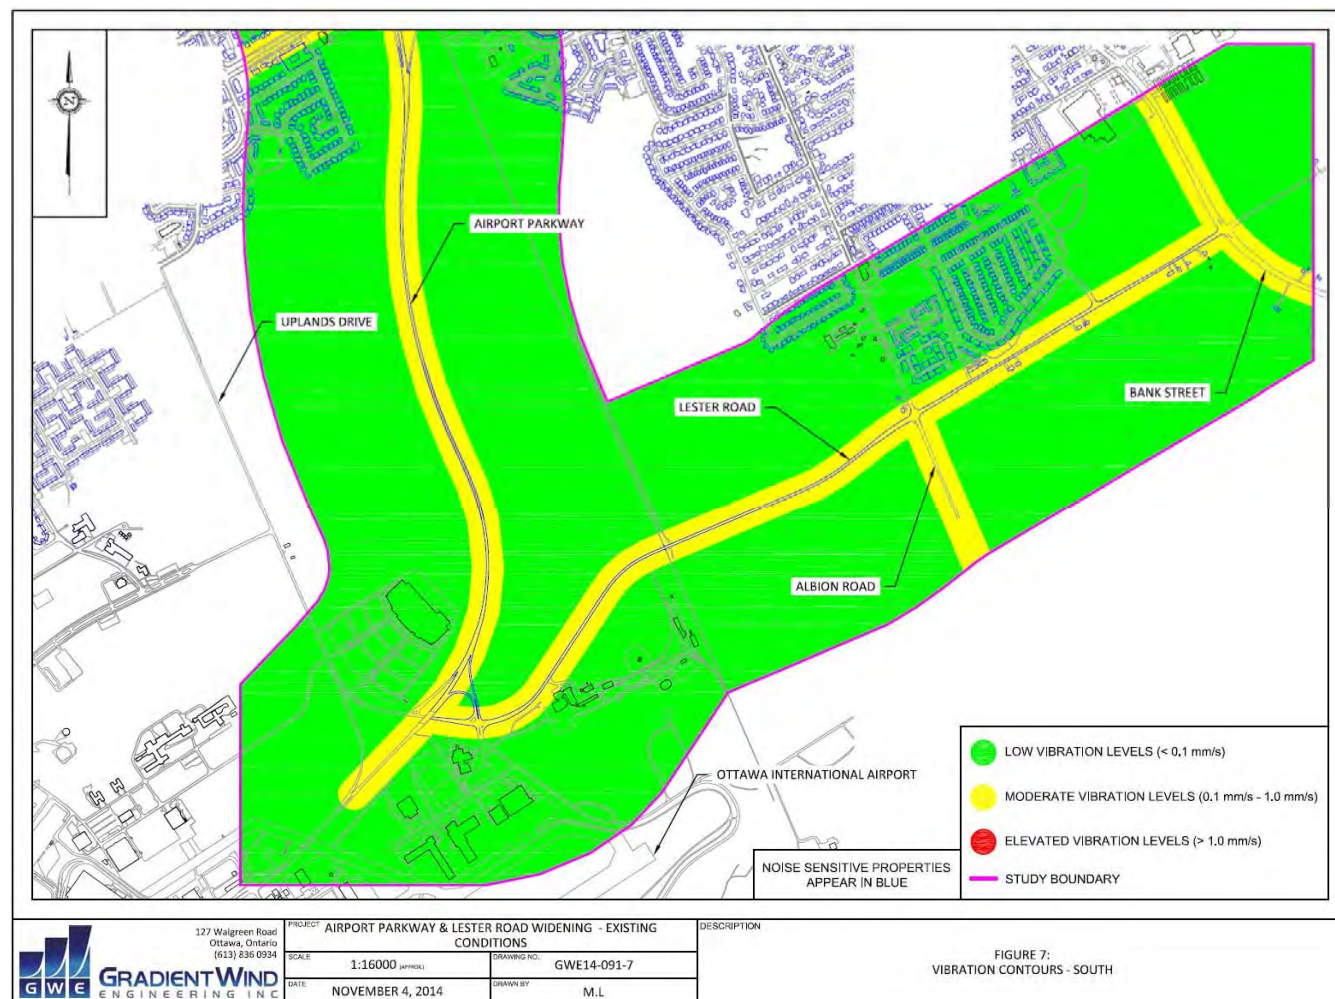 N
AIRPORT PARKWAY
UPLANDS DRIVE
LESTER ROAD
BANK STREET
ALBION ROAD
OTTAWA INTERNATIONAL AIRPORT
NOISE SENSITIVE PROPERTIES
APPEAR IN BLUE
LOW VIBRATION LEVELS (< 0.1 mm/s)
MODERATE VIBRATION LEVELS (0.1 mm/s - 1.0 mm/s)
ELEVATED VIBRATION LEVELS (> 1.0 mm/s)
STUDY BOUNDARY
GWE
GRADIENTWIND
ENGINEERING INC
127 Walgreen Road
Ottawa, Ontario
(613) 836 0934
PROJECT AIRPORT PARKWAY & LESTER ROAD WIDENING - EXISTING
CONDITIONS
SCALE 1:16000 (APPROX.)
DRAWING NO. GWE14-091-7
DATE NOVEMBER 4, 2014
DRAWN BY M.L
DESCRIPTION
FIGURE 7:
VIBRATION CONTOURS - SOUTH